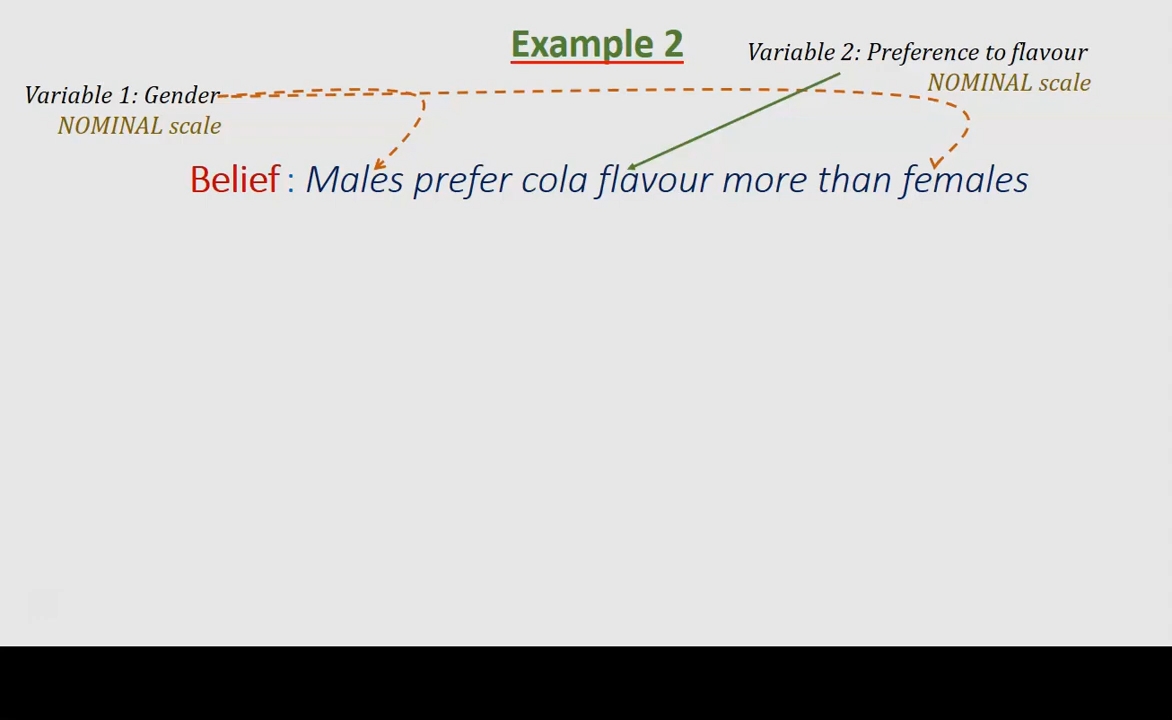 Example 2
Variable 2: Preference to flavour
NOMINAL scale
Variable 1: Gender
NOMINAL scale
Belief : Males prefer cola flavour more than females